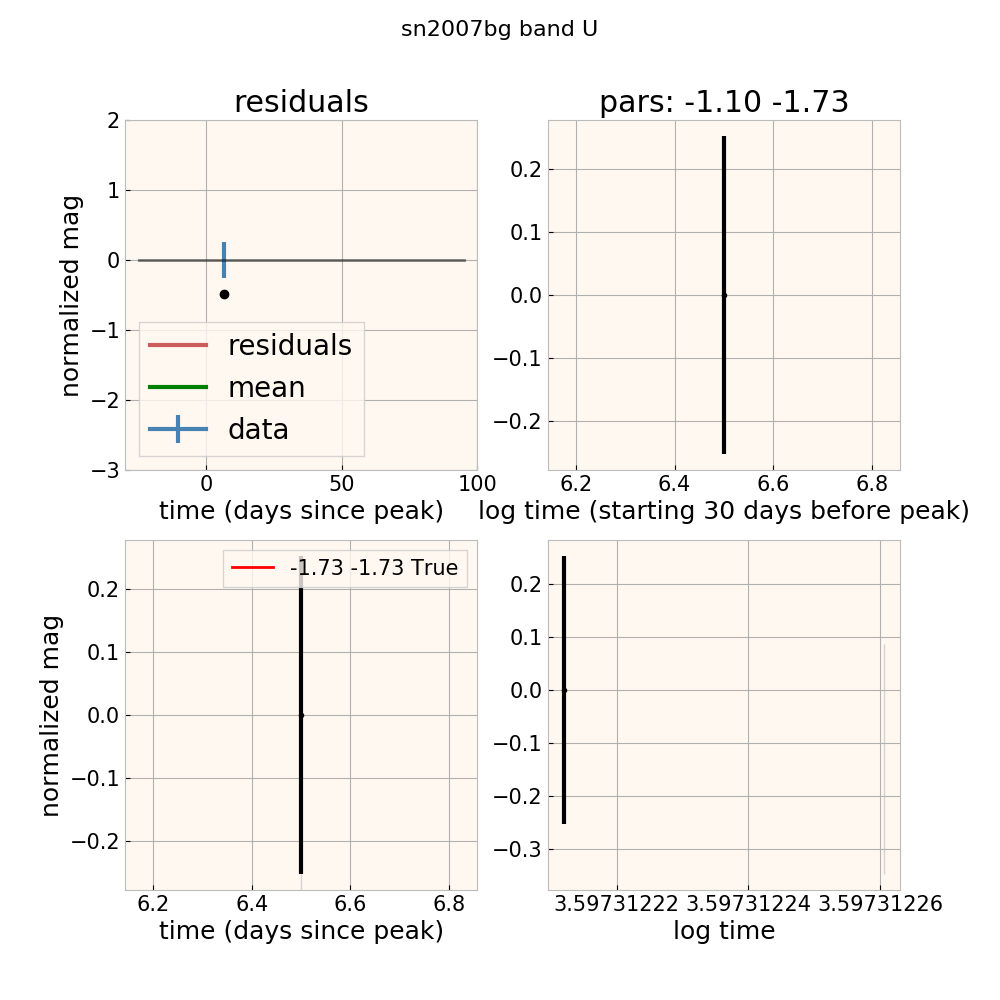 sn2007bg band U
residuals
2
1
0
−1
−2
−3
normalized mag
residuals
mean
data
0
50
100
time (days since peak)
pars: -1.10 -1.73
0.2
0.1
0.0
−0.1
−0.2
6.2
6.4
6.6
6.8
log time (starting 30 days before peak)
-1.73 -1.73 True
0.2
0.1
0.0
−0.1
−0.2
normalized mag
6.2
6.4
6.6
6.8
time (days since peak)
0.2
0.1
0.0
−0.1
−0.2
−0.3
3.59731222
3.59731224
3.59731226
log time